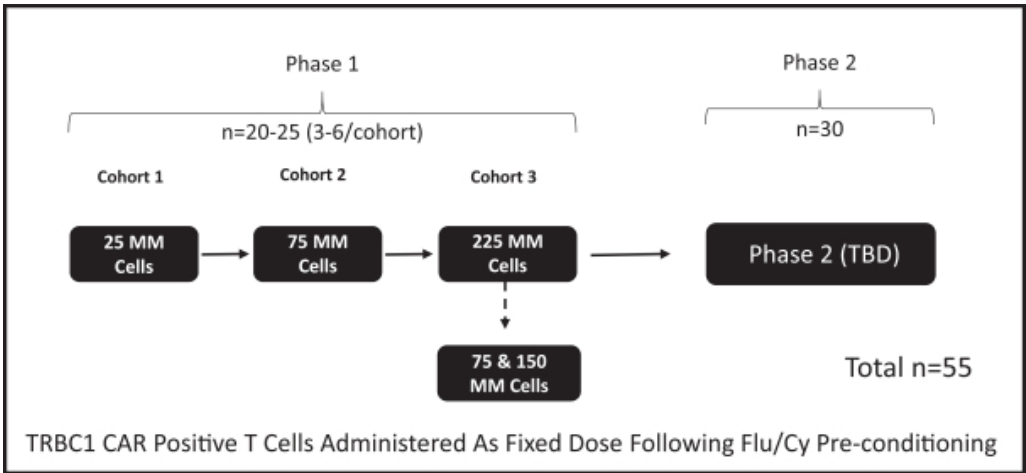 Phase 1
Phase 2
n=20-25 (3-6/cohort)
n=30
Cohort 1
Cohort 2
Cohort 3
25 MM
Cells
75 MM
Cells
225 MM
Cells
Phase 2 (TBD)
75 & 150
MM Cells
Total n=55
TRBC1 CAR Positive T Cells Administered As Fixed Dose Following Flu/Cy Pre-conditioning